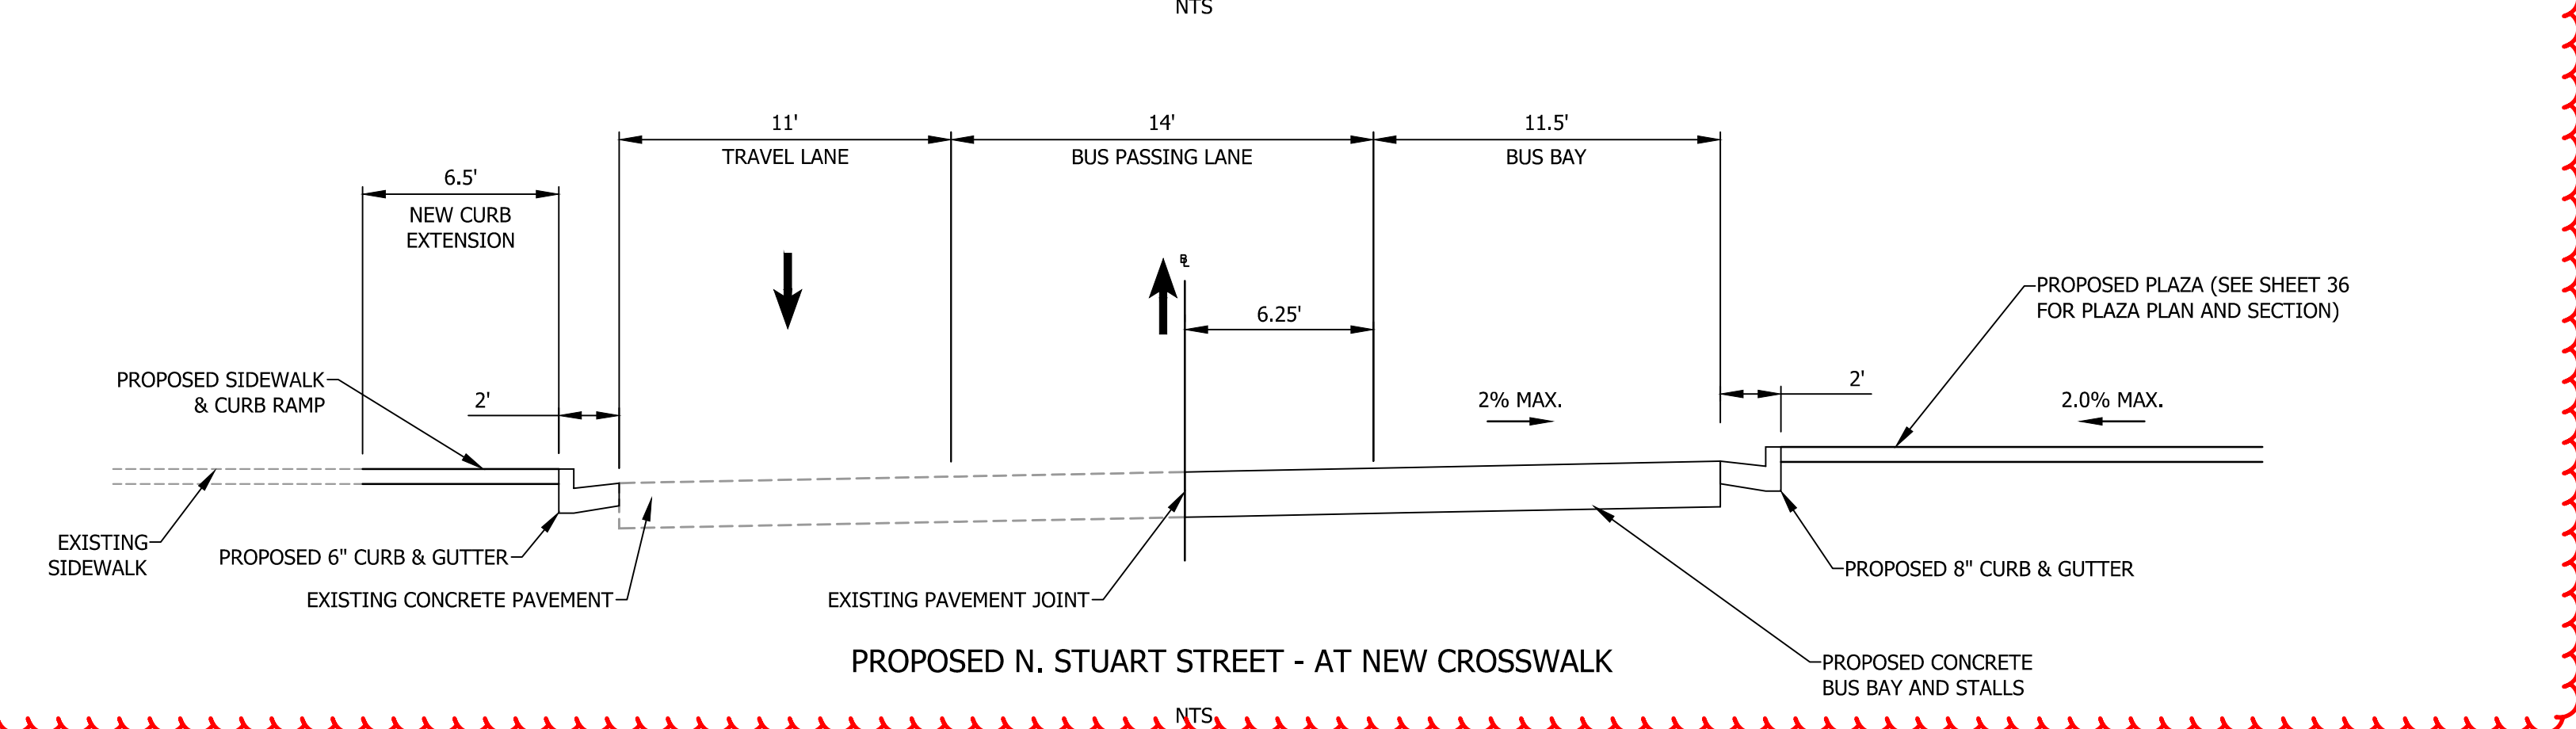 NTS
11'
14'
11.5'
TRAVEL LANE
BUS PASSING LANE
BUS BAY
6.5'
NEW CURB
EXTENSION
BL
6.25'
PROPOSED PLAZA (SEE SHEET 36
FOR PLAZA PLAN AND SECTION)
PROPOSED SIDEWALK
& CURB RAMP
2'
2% MAX.
2'
2.0% MAX.
EXISTING
SIDEWALK
PROPOSED 6" CURB & GUTTER
EXISTING CONCRETE PAVEMENT
EXISTING PAVEMENT JOINT
PROPOSED 8" CURB & GUTTER
PROPOSED N. STUART STREET - AT NEW CROSSWALK
PROPOSED CONCRETE
BUS BAY AND STALLS
NTS